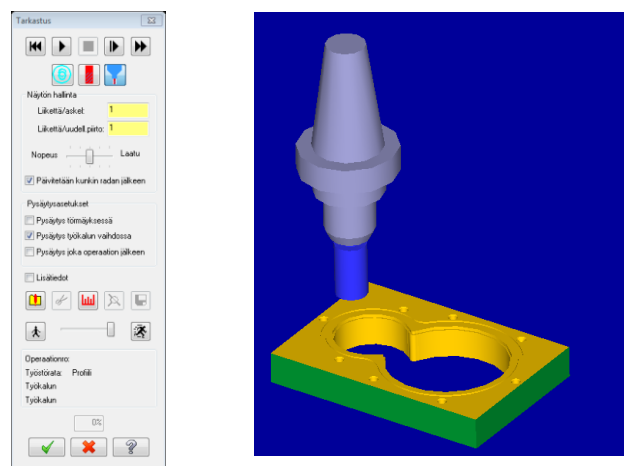 Tarkastus
Näytön hallinta
Liikettä/askel: 1
Liikettä/uudell.piirto: 1
Nopeus Laatu
Päivitetään kunkin radan jälkeen
Pysäytysasetukset
Pysäytys törmäyksessä
Pysäytys työkalun vaihdossa
Pysäytys joka operaation jälkeen
Lisätiedot
Operaationro:
Työstörata: Profiili
Työkalun
Työkalun
0%